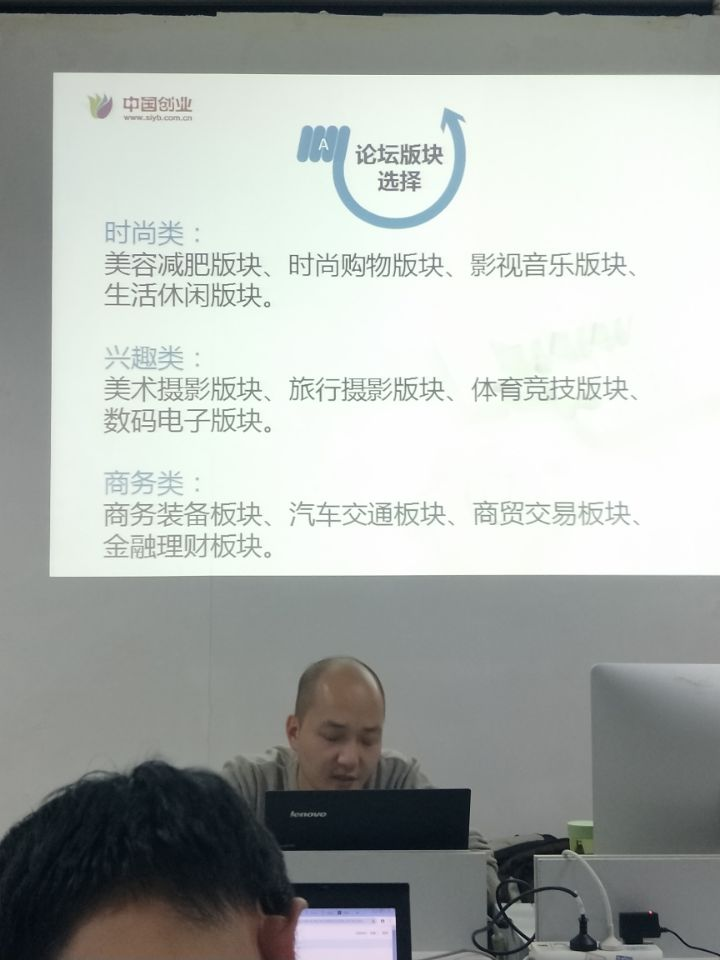 中国创业
www.siyb.com.cn
A
论坛版块
选择
时尚类：
美容减肥版块、时尚购物版块、影视音乐版块、
生活休闲版块。
兴趣类：
美术摄影版块、旅行摄影版块、体育竞技版块、
数码电子版块。
商务类：
商务装备板块、汽车交通板块、商贸交易板块、
金融理财板块。
lenovo